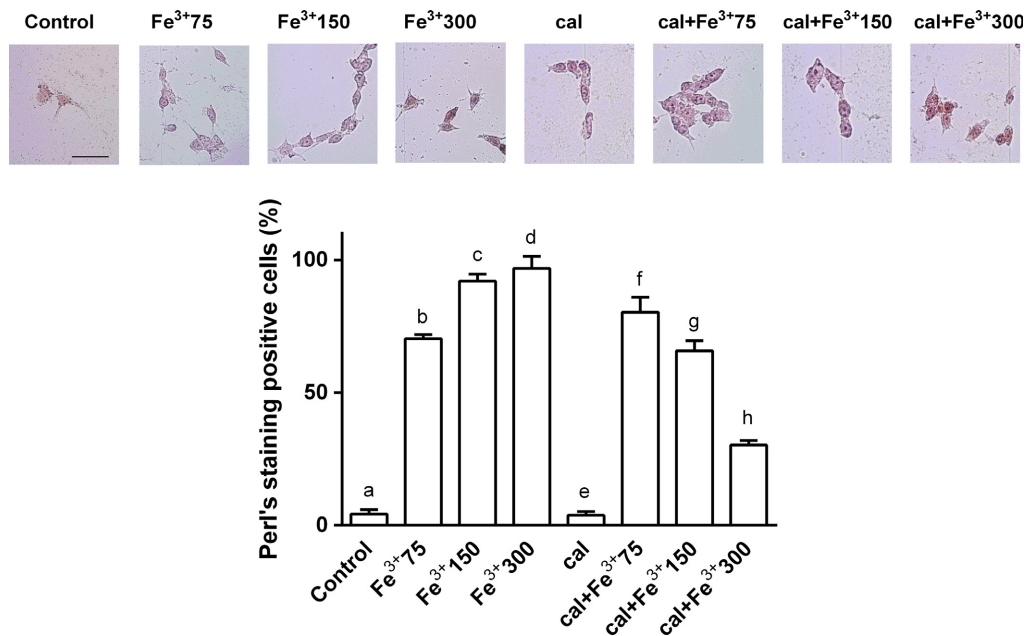 Control Fe³⁺75 Fe³⁺150 Fe³⁺300 cal cal+Fe³⁺75 cal+Fe³⁺150 cal+Fe³⁺300
Perl's staining positive cells (%)
100
50
0
a
b
c
d
e
f
g
h
Control
Fe³⁺75
Fe³⁺150
Fe³⁺300
cal
cal+Fe³⁺75
cal+Fe³⁺150
cal+Fe³⁺300